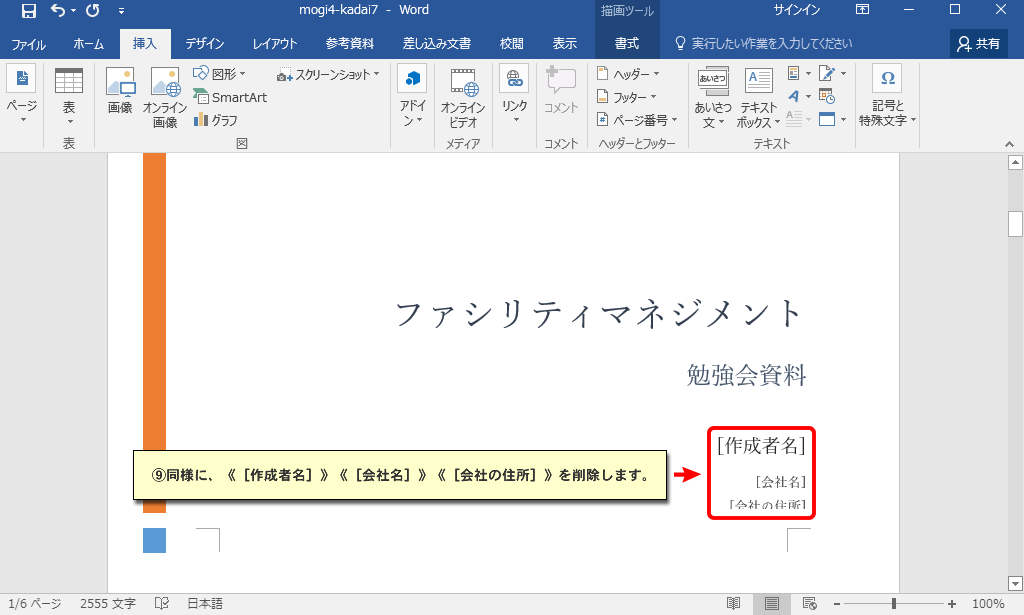 mogi4-kadai7 - Word
描画ツール
サインイン
ファイル
ホーム
挿入
デザイン
レイアウト
参考資料
差し込み文書
校閲
表示
書式
実行したい作業を入力してください
共有
ページ
表
画像
オンライン
画像
図形
SmartArt
グラフ
スクリーンショット
アドイ
ン
オンライン
ビデオ
リンク
コメント
ヘッダー
フッター
ページ番号
あいさつ
あいさつ
文
テキスト
ボックス
記号と
特殊文字
表
図
メディア
コメント
ヘッダーとフッター
テキスト
ファシリティマネジメント
勉強会資料
[作成者名]
[会社名]
[会社の住所]
⑨同様に、《［作成者名］》《［会社名］》《［会社の住所］》を削除します。
1/6 ページ
2555 文字
日本語
100%